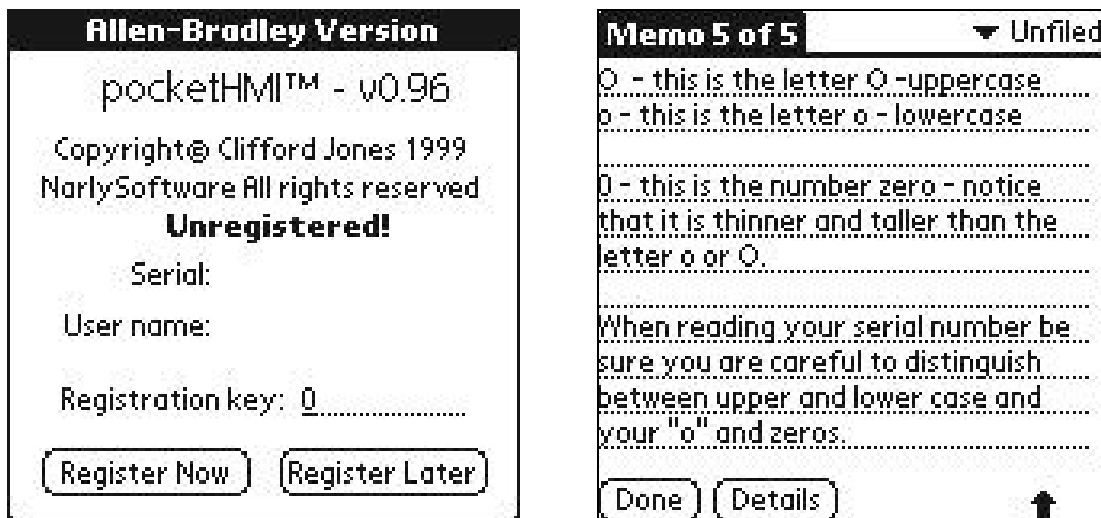 Allen-Bradley Version
pocketHMI™ - v0.96
Copyright© Clifford Jones 1999
NarlySoftware All rights reserved
Unregistered!
Serial:
User name:
Registration key: 0
Register Now Register Later
Memo 5 of 5 Unfiled
O - this is the letter O -uppercase
o - this is the letter o - lowercase
0 - this is the number zero - notice
that it is thinner and taller than the
letter o or O.
When reading your serial number be
sure you are careful to distinguish
between upper and lower case and
your "o" and zeros.
Done Details